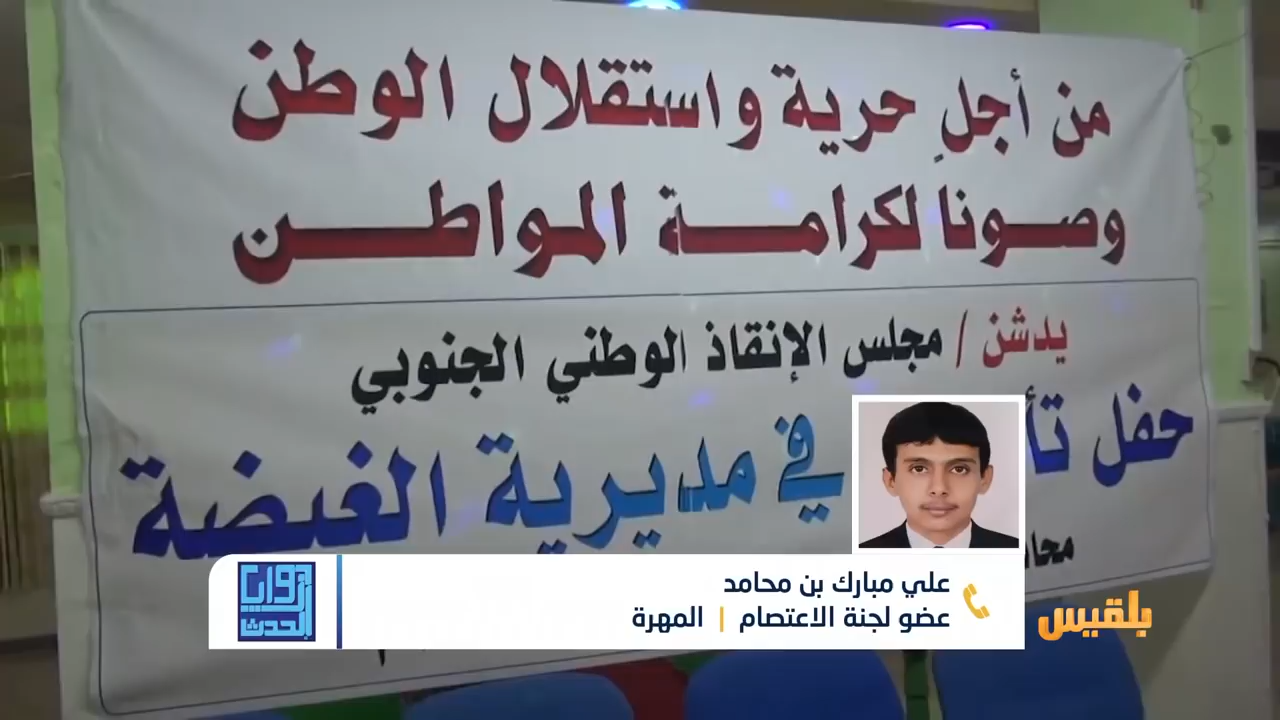 من أجلِ حرية واستقلال الوطن
وصونا لكرامة المواطن
يدشن / مجلس الإنقاذ الوطني الجنوبي
حفل في مديرية الغيضة
علي مبارك بن محامد
عضو لجنة الاعتصام | المهرة
زوايا الحدث
بلقيس